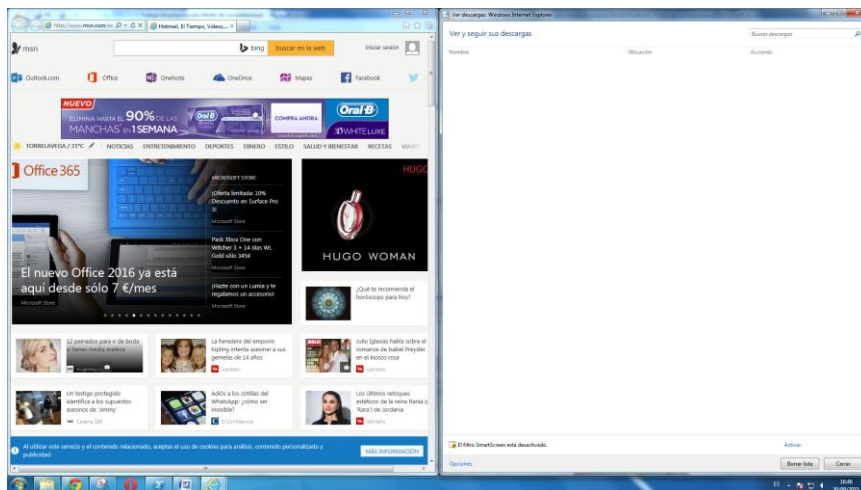 http://www.msn.com/es
Hotmail, El Tiempo, Videos,...
msn
bing
buscar en la web
Iniciar sesión
Outlook.com
Office
OneNote
OneDrive
Mapas
Facebook
NUEVO
ELIMINA HASTA EL 90% DE LAS
MANCHAS EN 1 SEMANA
Oral-B
COMPRA AHORA
Oral-B
3D WHITE LUXE
TORRELAVEGA / 21°C
NOTICIAS
ENTRETENIMIENTO
DEPORTES
DINERO
ESTILO
SALUD Y BIENESTAR
RECETAS
Office 365
MICROSOFT STORE
¡Oferta limitada: 10%
Descuento en Surface Pro
3!
Microsoft Store
Pack Xbox One con
Witcher 3 + 14 días WL
Gold sólo 345€
Microsoft Store
¡Hazte con un Lumia y te
regalamos un accesorio!
Microsoft Store
El nuevo Office 2016 ya está
aquí desde sólo 7 €/mes
Microsoft Store
HUGO
HUGO WOMAN
¿Qué te recomienda el
horóscopo para hoy?
12 peinados para ir de boda
si tienes media melena
La heredera del emporio
Kipling intenta asesinar a sus
gemelas de 14 años
Vanitatis
Julio Iglesias habla sobre el
romance de Isabel Preysler
en el kiosco rosa
Vanitatis
Un testigo protegido
identifica a los supuestos
asesinos de 'Jimmy'
Cadena SER
Adiós a los cotillas del
WhatsApp: ¿cómo ser
invisible?
El Confidencial
Los últimos retoques
estéticos de la reina Rania (o
'Rara') de Jordania
Vanitatis
Al utilizar este servicio y el contenido relacionado, aceptas el uso de cookies para análisis, contenido personalizado y
publicidad.
MÁS INFORMACIÓN
Ver descargas: Windows Internet Explorer
Ver y seguir sus descargas
Buscar descargas
Nombre
Ubicación
Acciones
El filtro SmartScreen está desactivado.
Activar
Opciones
Borrar lista
Cerrar
ES
16:46